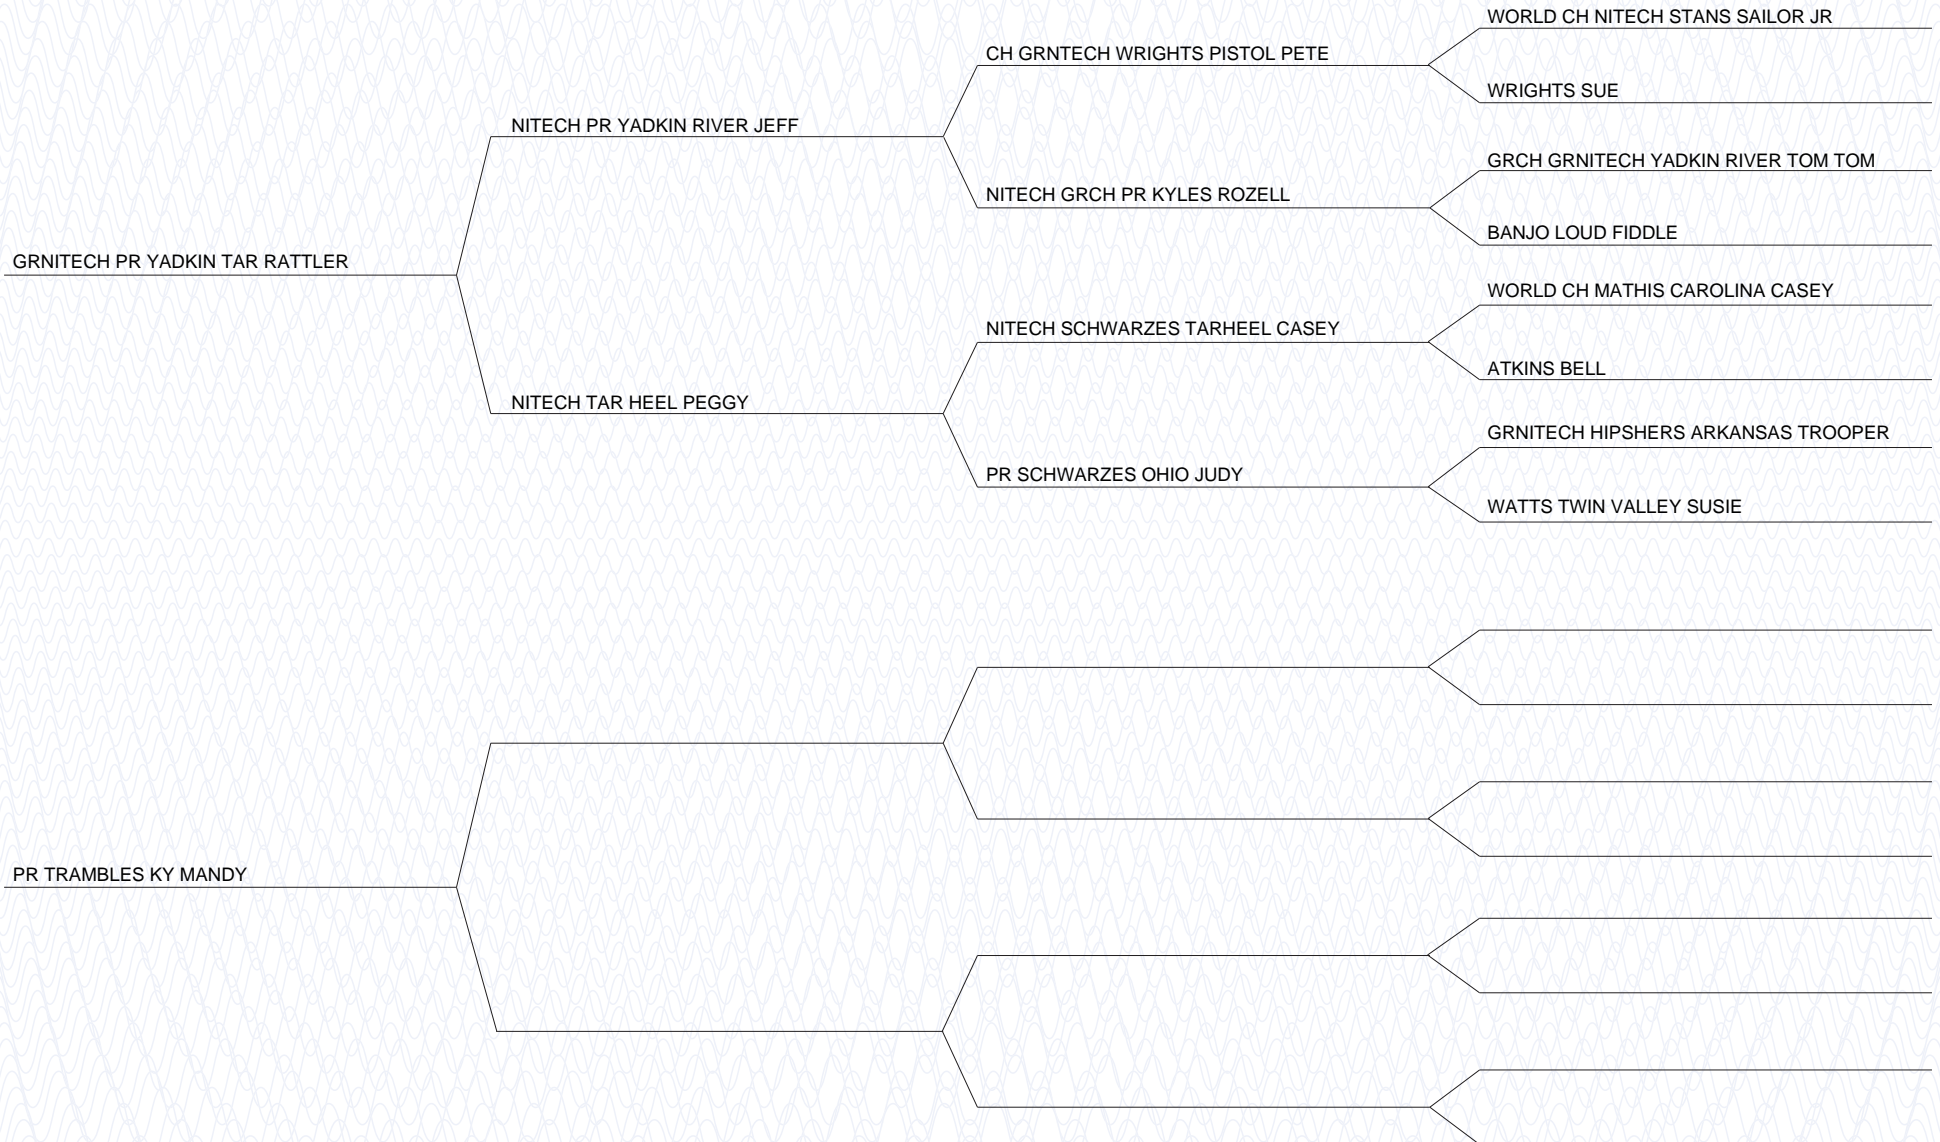 WORLD CH NITECH STANS SAILOR JR
CH GRNTECH WRIGHTS PISTOL PETE
WRIGHTS SUE
NITECH PR YADKIN RIVER JEFF
GRCH GRNITECH YADKIN RIVER TOM TOM
NITECH GRCH PR KYLES ROZELL
BANJO LOUD FIDDLE
GRNITECH PR YADKIN TAR RATTLER
WORLD CH MATHIS CAROLINA CASEY
NITECH SCHWARZES TARHEEL CASEY
ATKINS BELL
NITECH TAR HEEL PEGGY
GRNITECH HIPSHERS ARKANSAS TROOPER
PR SCHWARZES OHIO JUDY
WATTS TWIN VALLEY SUSIE
PR TRAMBLES KY MANDY